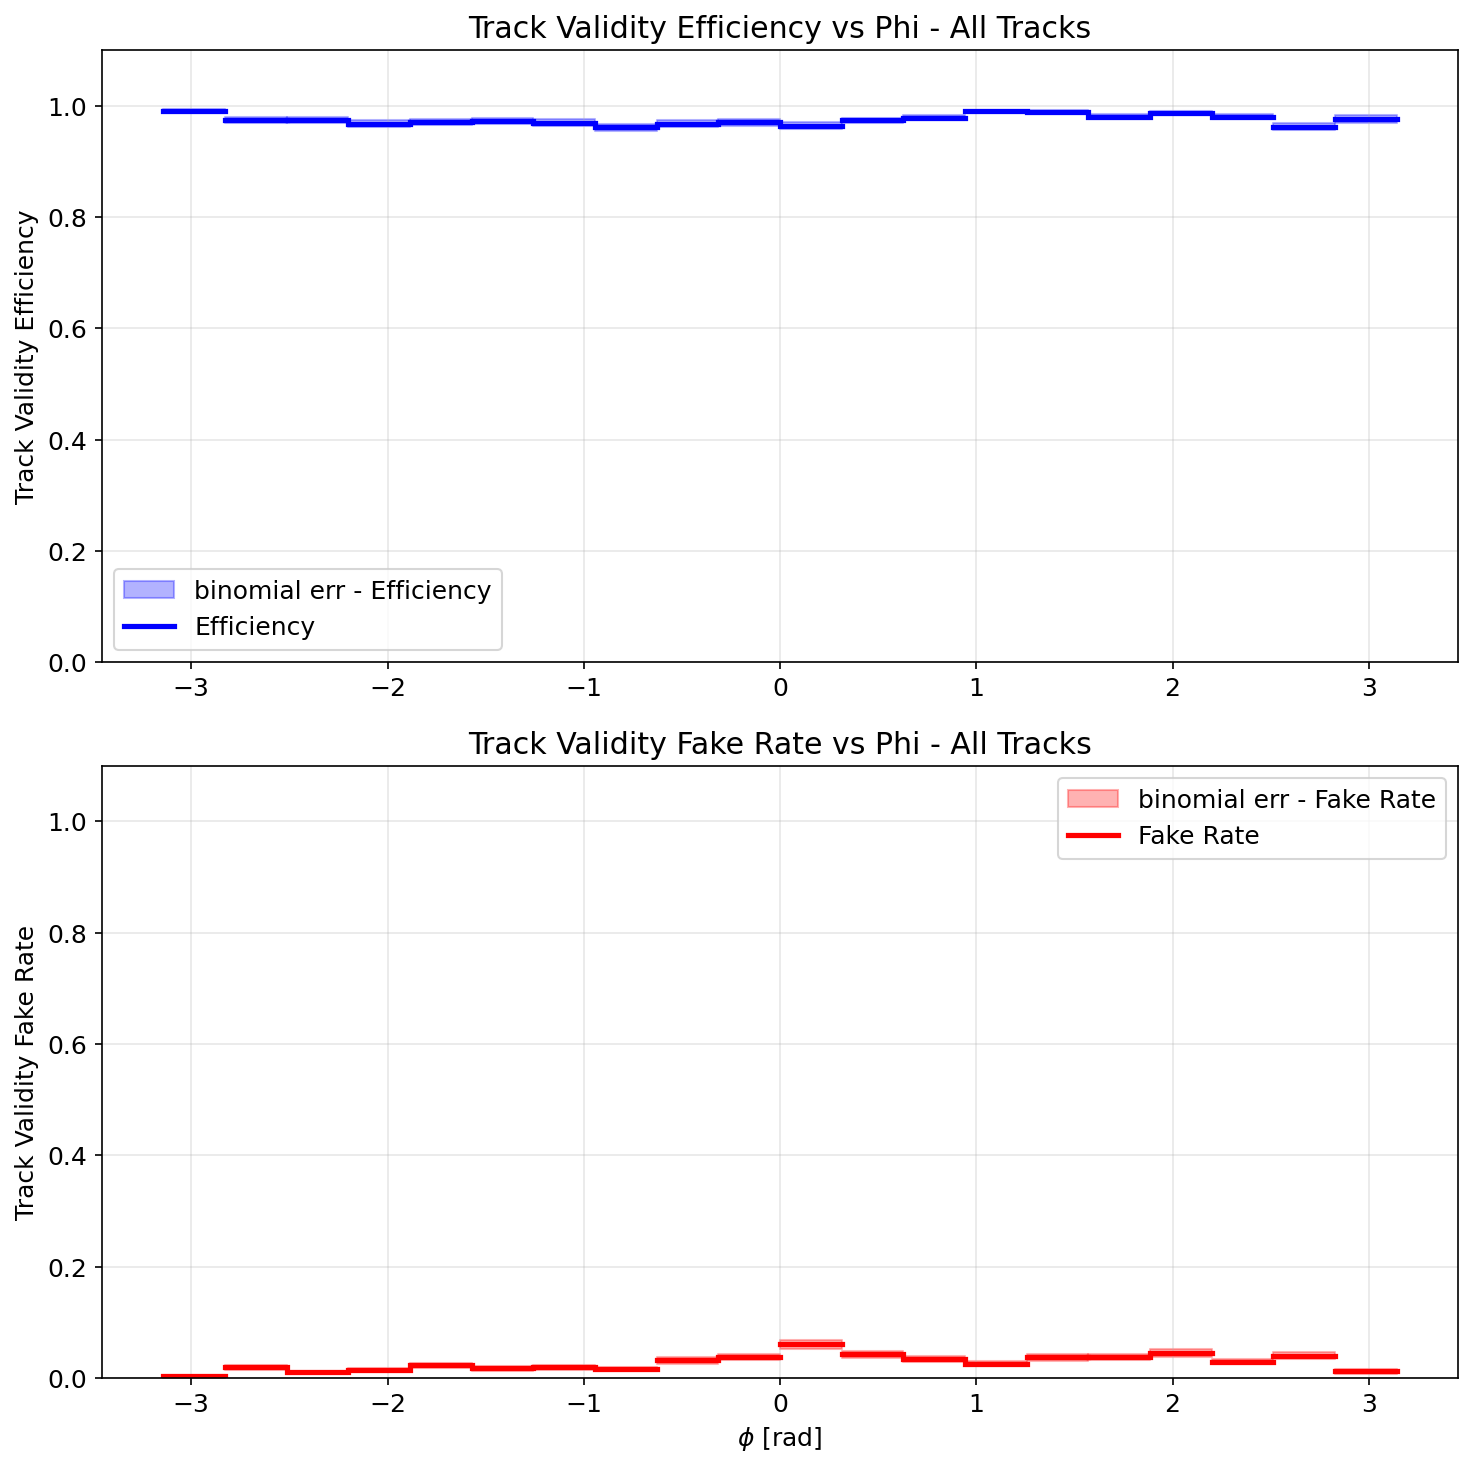 Track Validity Efficiency vs Phi - All Tracks
Track Validity Efficiency
1.0
0.8
0.6
0.4
0.2
0.0
binomial err - Efficiency
Efficiency
−3 −2 −1 0 1 2 3
Track Validity Fake Rate vs Phi - All Tracks
Track Validity Fake Rate
1.0
0.8
0.6
0.4
0.2
0.0
binomial err - Fake Rate
Fake Rate
−3 −2 −1 0 1 2 3
ϕ [rad]